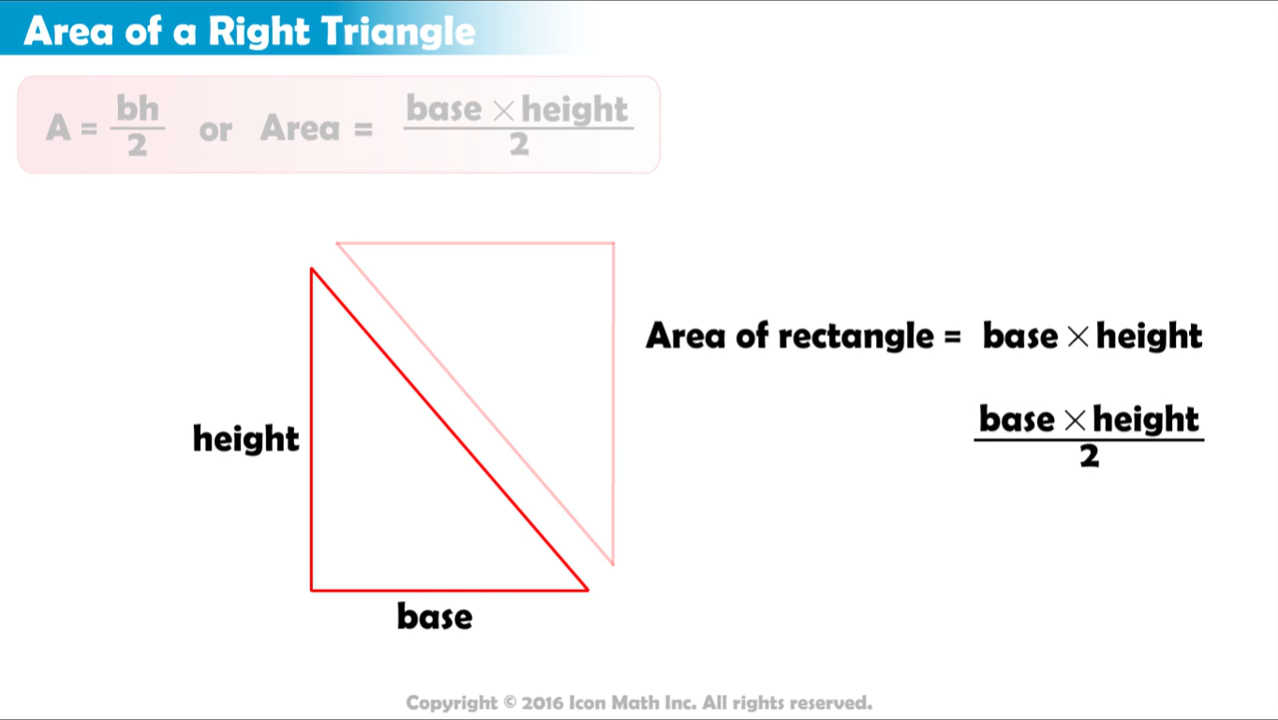 Area of a Right Triangle
A = bh/2 or Area = base × height/2
Area of rectangle = base × height
base × height
2
height
base
Copyright © 2016 Icon Math Inc. All rights reserved.